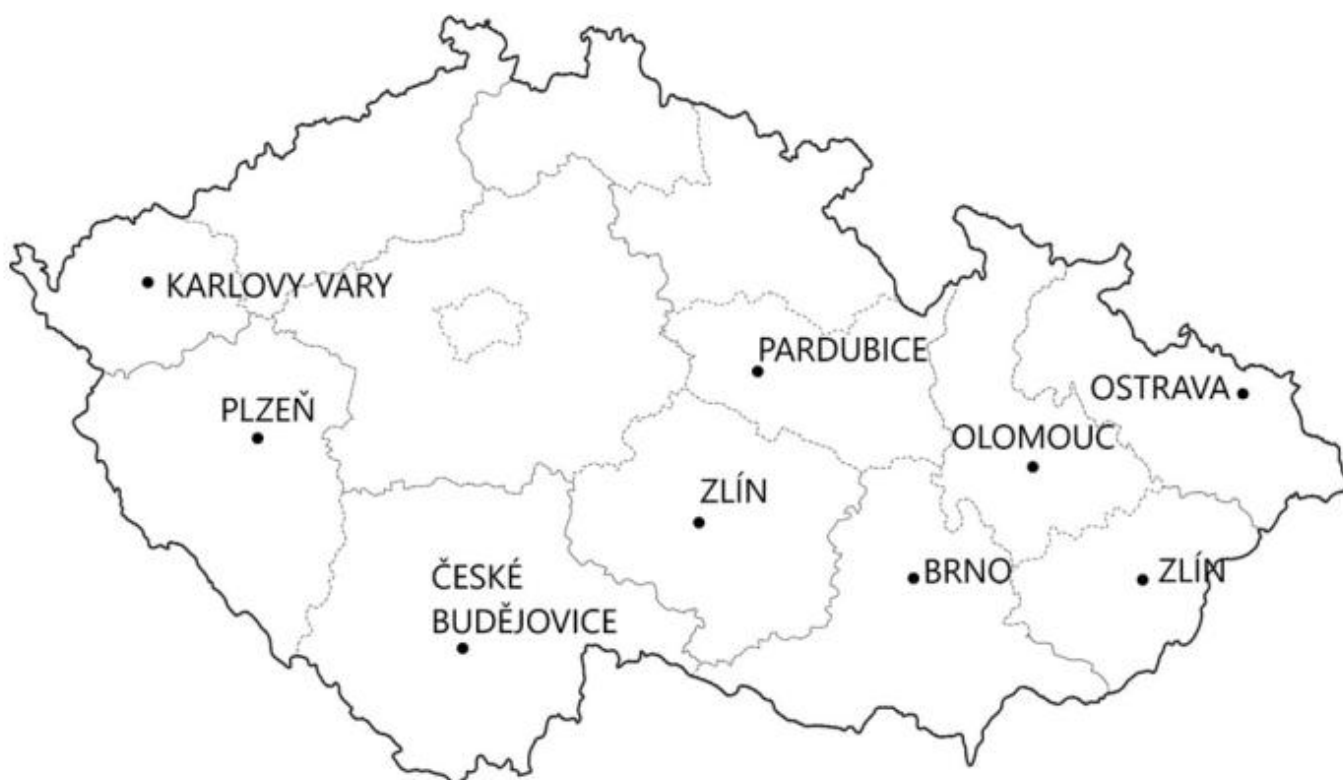 KARLOVY VARY
PARDUBICE
PLZEŇ
OSTRAVA
OLOMOUC
ZLÍN
ČESKÉ
BUDĚJOVICE
BRNO
ZLÍN